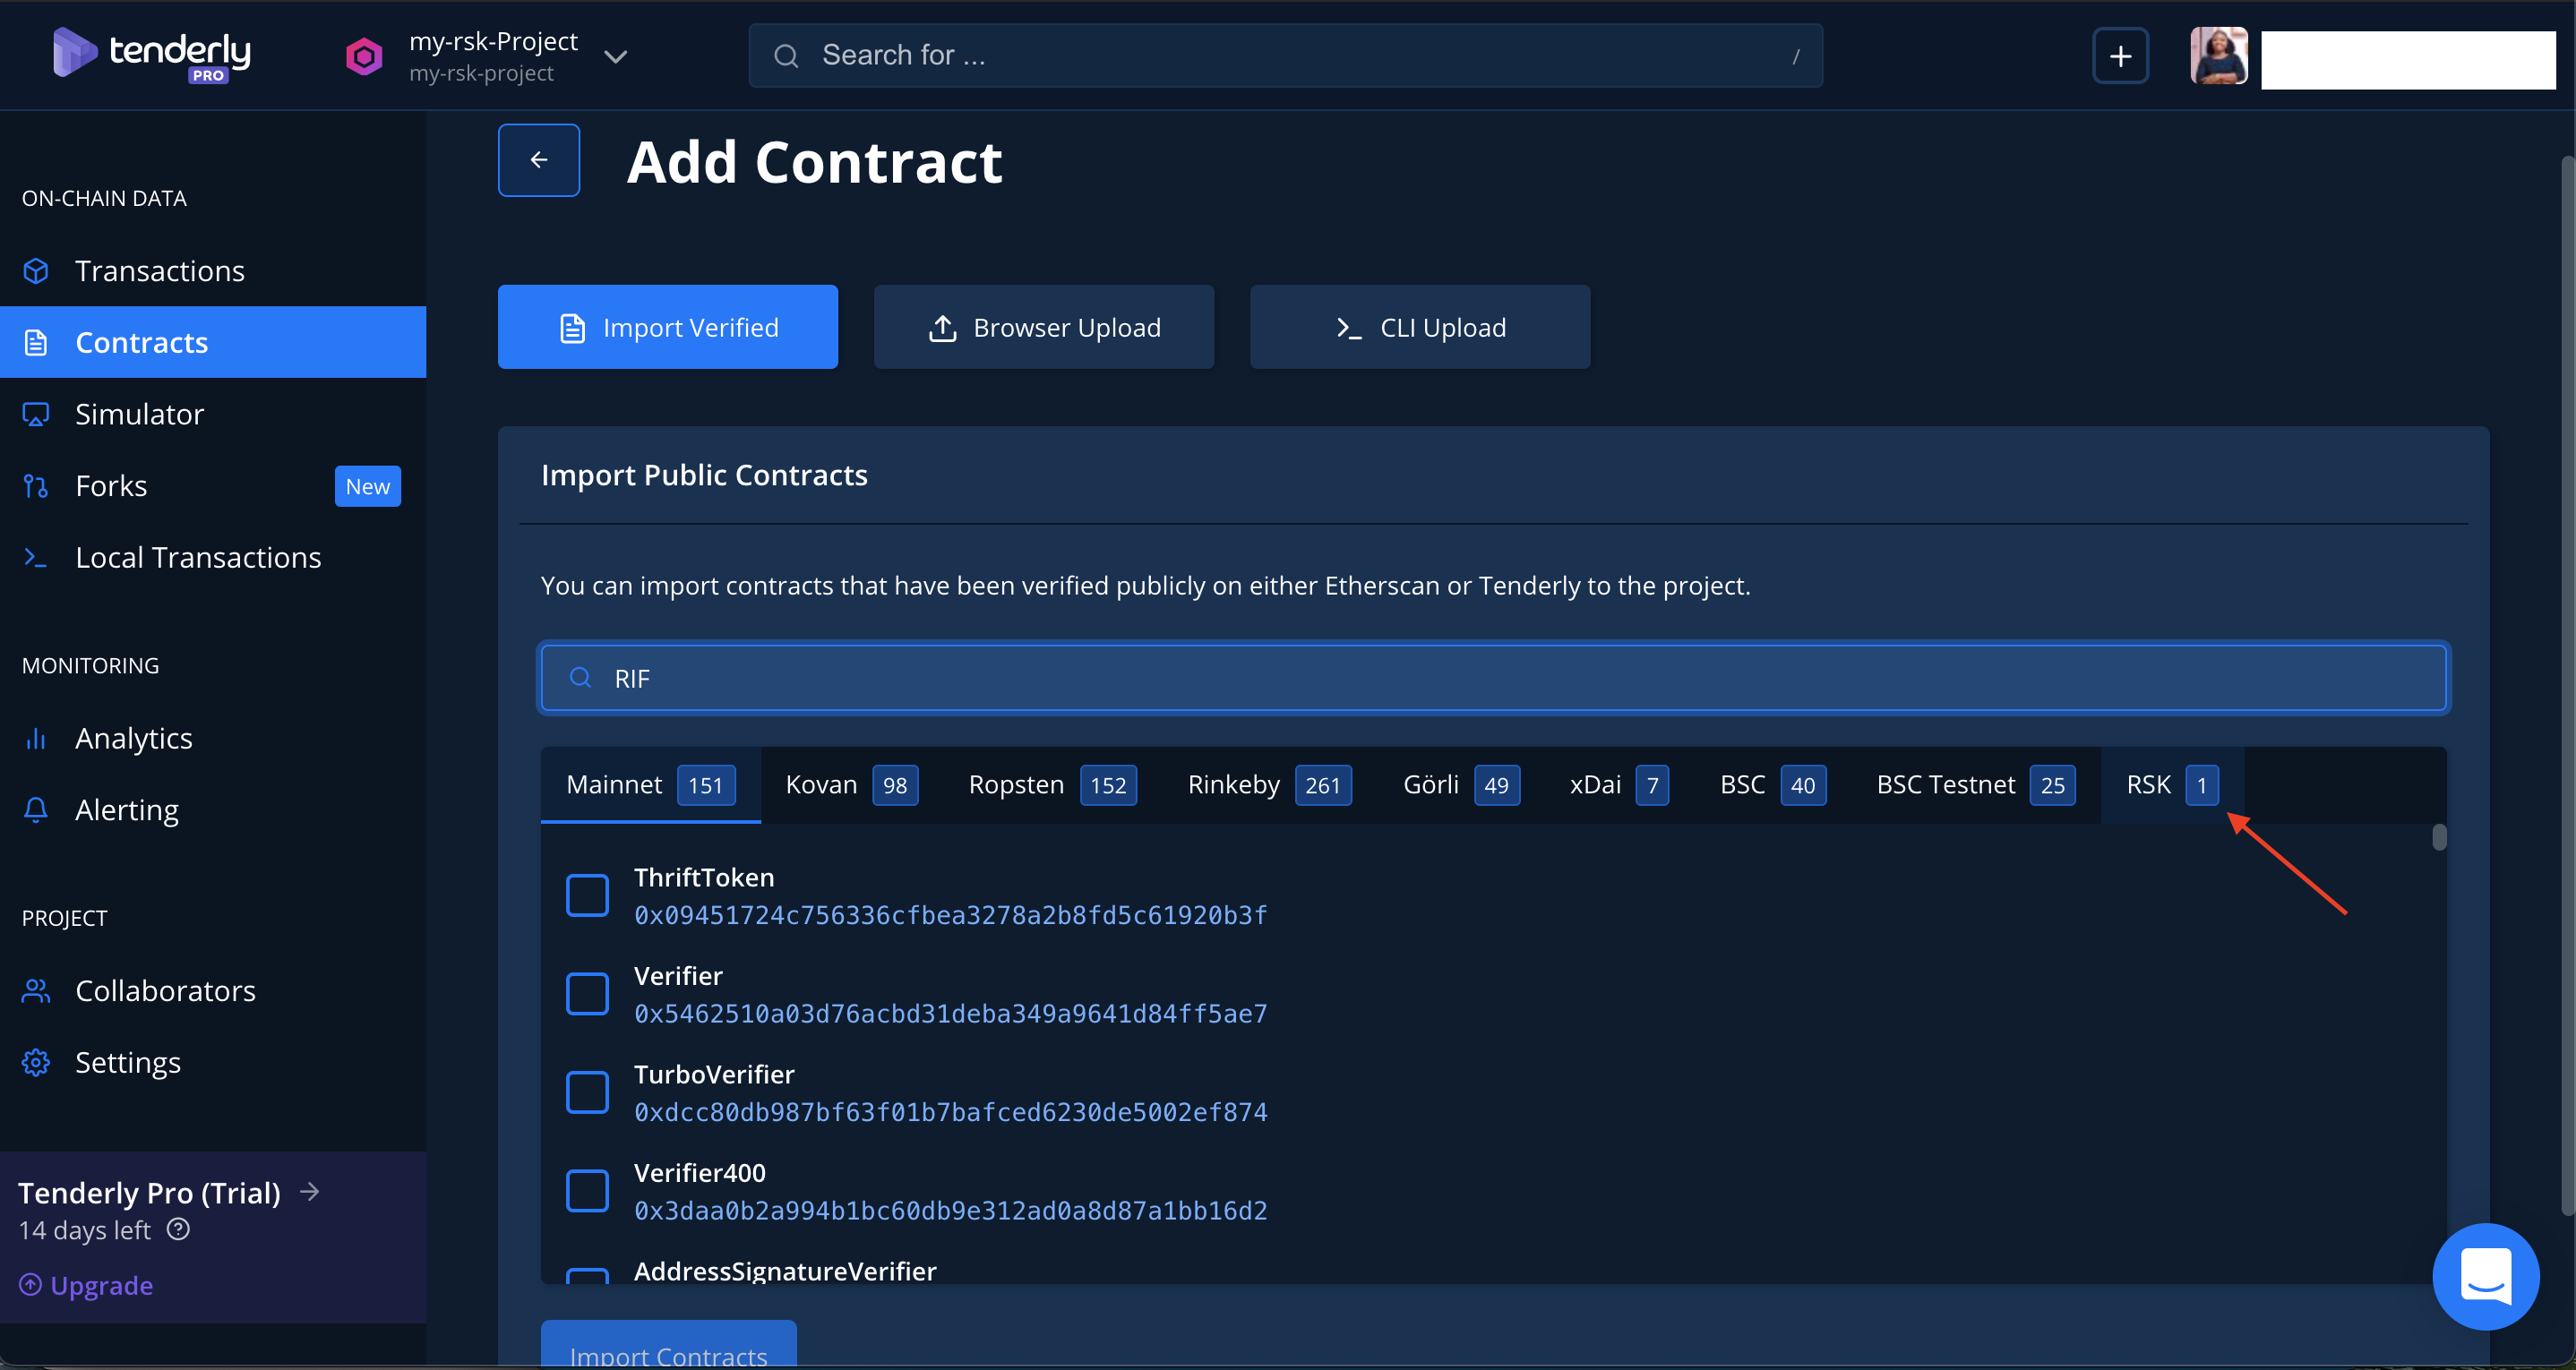 tenderly
PRO
my-rsk-Project
my-rsk-project
Search for ...
/
ON-CHAIN DATA
Transactions
Contracts
Simulator
Forks
New
Local Transactions
MONITORING
Analytics
Alerting
PROJECT
Collaborators
Settings
Tenderly Pro (Trial)
14 days left
Upgrade
Add Contract
Import Verified
Browser Upload
CLI Upload
Import Public Contracts
You can import contracts that have been verified publicly on either Etherscan or Tenderly to the project.
RIF
Mainnet 151 Kovan 98 Ropsten 152 Rinkeby 261 Görli 49 xDai 7 BSC 40 BSC Testnet 25 RSK 1
ThriftToken
0x09451724c756336cfbea3278a2b8fd5c61920b3f
Verifier
0x5462510a03d76acbd31deba349a9641d84ff5ae7
TurboVerifier
0xdcc80db987bf63f01b7bafced6230de5002ef874
Verifier400
0x3daa0b2a994b1bc60db9e312ad0a8d87a1bb16d2
AddressSignatureVerifier
Import Contracts